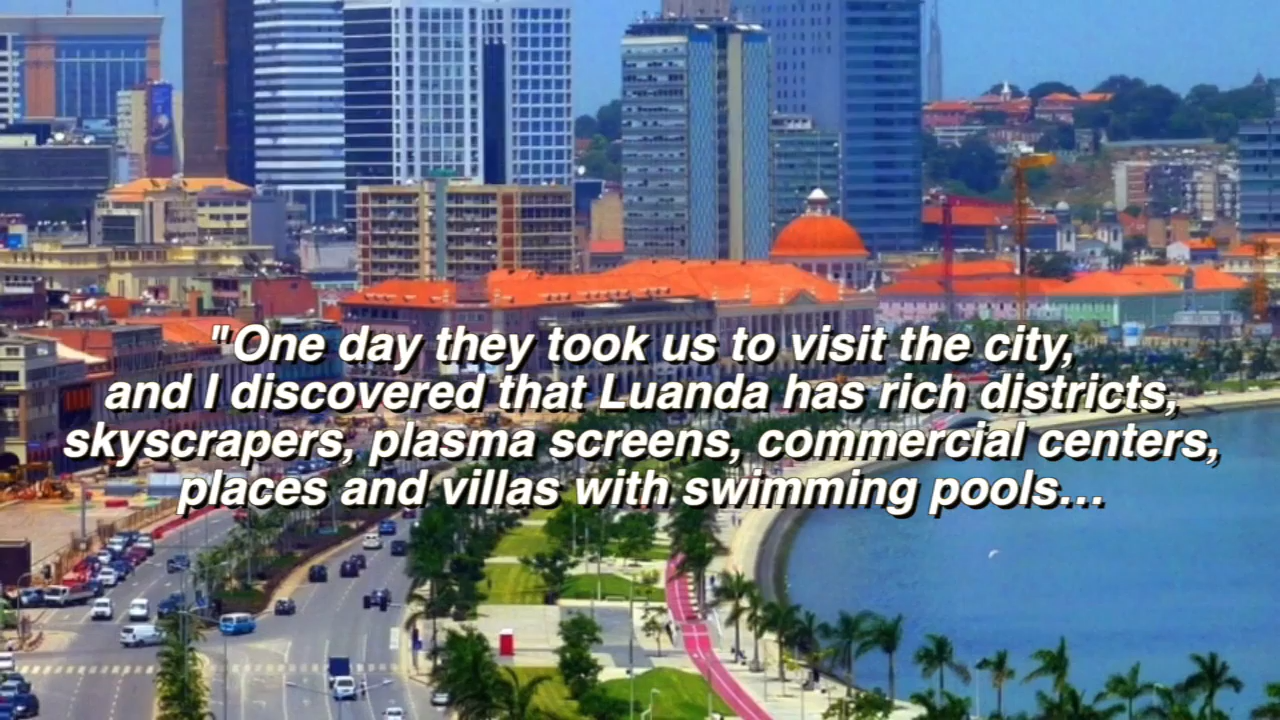 "One day they took us to visit the city,
and I discovered that Luanda has rich districts,
skyscrapers, plasma screens, commercial centers,
places and villas with swimming pools...